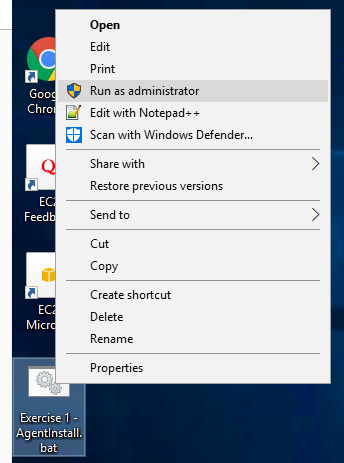 Open
Edit
Print
Run as administrator
Edit with Notepad++
Scan with Windows Defender...
Share with
Restore previous versions
Send to
Cut
Copy
Create shortcut
Delete
Rename
Properties
Goog
Chro
Q
EC2
Feedb
EC2
Micro
Exercise 1 -
AgentInstall.
bat